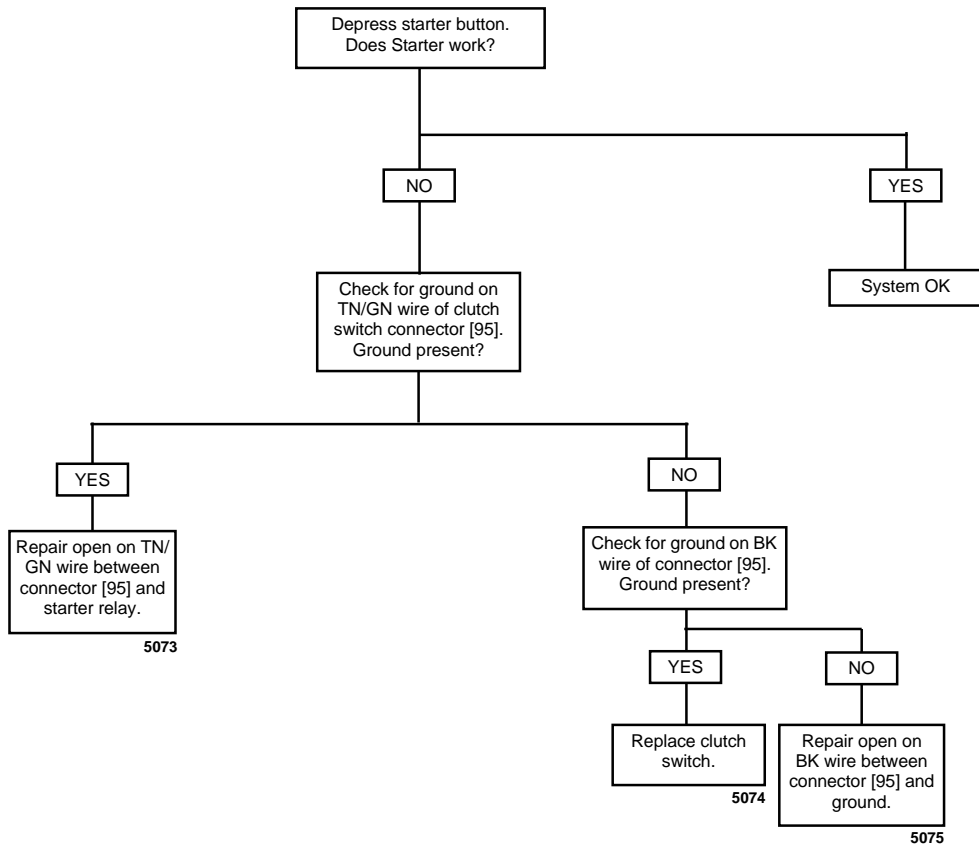 Depress starter button.
Does Starter work?
NO
YES
Check for ground on
TN/GN wire of clutch
switch connector [95].
Ground present?
System OK
YES
NO
Repair open on TN/
GN wire between
connector [95] and
starter relay.
5073
Check for ground on BK
wire of connector [95].
Ground present?
YES
NO
Replace clutch
switch.
5074
Repair open on
BK wire between
connector [95] and
ground.
5075